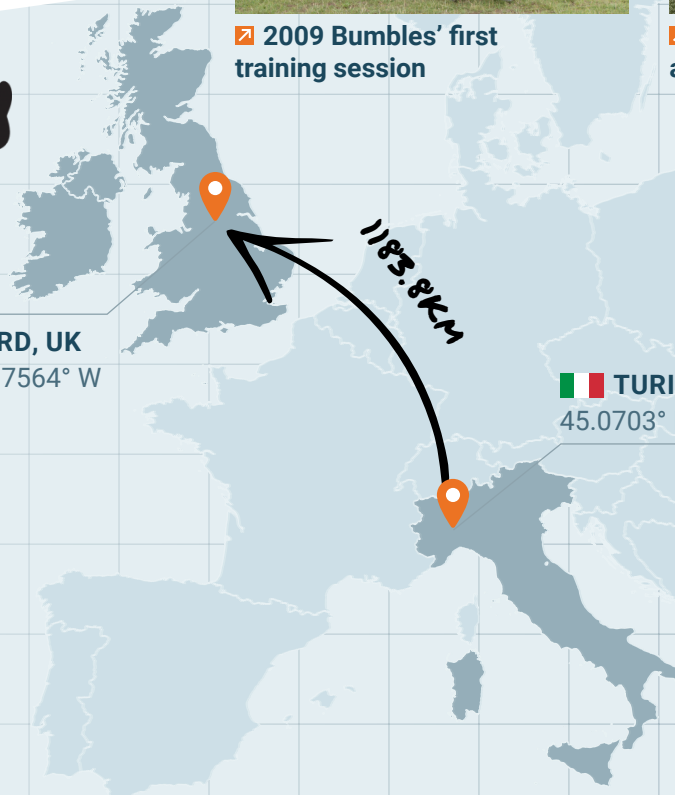 2009 Bumbles’ first
training session
1183.8KM
RD, UK
7564° W
TURI
45.0703°